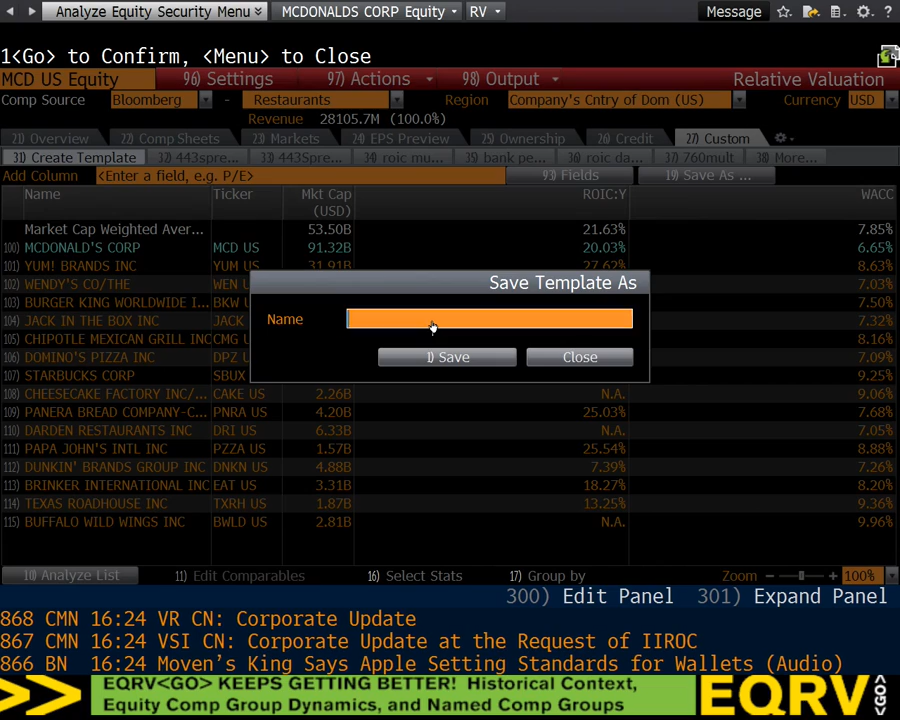 Analyze Equity Security Menu MCDONALDS CORP Equity RV Message ?
1<Go> to Confirm, <Menu> to Close
MCD US Equity 96) Settings 97) Actions 98) Output Relative Valuation
Comp Source Bloomberg - Restaurants Region Company's Cntry of Dom (US) Currency USD
Revenue 28105.7M (100.0%)
21) Overview 22) Comp Sheets 23) Markets 24) EPS Preview 25) Ownership 26) Credit 27) Custom
31) Create Template 32) 443spre... 33) 443Spre... 34) roic mu... 35) bank pe... 36) roic da... 37) 760mult 38) More...
Add Column <Enter a field, e.g. P/E> 93) Fields 19) Save As ...
Name Ticker Mkt Cap ROIC:Y WACC
(USD)
Market Cap Weighted Aver... 53.50B 21.63% 7.85%
100) MCDONALD'S CORP MCD US 91.32B 20.03% 6.65%
101) YUM! BRANDS INC YUM US 31.91B 27.62% 8.63%
102) WENDY'S CO/THE WEN U
103) BURGER KING WORLDWIDE I... BKW 7.50%
104) JACK IN THE BOX INC JACK 7.32%
105) CHIPOTLE MEXICAN GRILL INC CMG 8.16%
106) DOMINO'S PIZZA INC DPZ 7.09%
107) STARBUCKS CORP SBUX 9.25%
108) CHEESECAKE FACTORY INC/... CAKE US 2.26B N.A. 9.06%
109) PANERA BREAD COMPANY-C... PNRA US 4.20B 25.03% 7.68%
110) DARDEN RESTAURANTS INC DRI US 6.33B N.A. 7.05%
111) PAPA JOHN'S INTL INC PZZA US 1.57B 25.54% 8.88%
112) DUNKIN' BRANDS GROUP INC DNKN US 4.88B 7.39% 7.26%
113) BRINKER INTERNATIONAL INC EAT US 3.31B 18.27% 8.20%
114) TEXAS ROADHOUSE INC TXRH US 1.87B 13.25% 9.36%
115) BUFFALO WILD WINGS INC BWLD US 2.81B N.A. 9.96%
Save Template As
Name
1) Save Close
10) Analyze List 11) Edit Comparables 16) Select Stats 17) Group by Zoom - + 100%
300) Edit Panel 301) Expand Panel
868 CMN 16:24 VR CN: Corporate Update
867 CMN 16:24 VSI CN: Corporate Update at the Request of IIROC
866 BN 16:24 Moven's King Says Apple Setting Standards for Wallets (Audio)
EQRV<GO> KEEPS GETTING BETTER! Historical Context,
Equity Comp Group Dynamics, and Named Comp Groups
EQRV <GO>